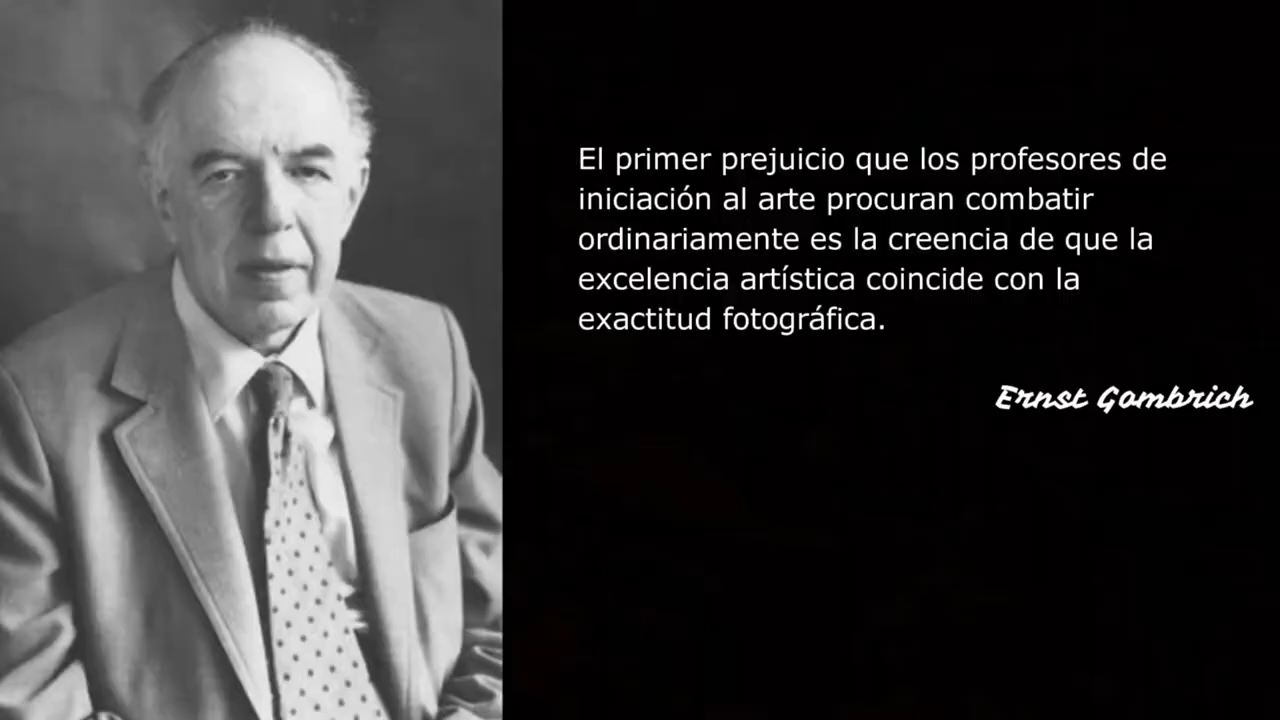 El primer prejuicio que los profesores de
iniciación al arte procuran combatir
ordinariamente es la creencia de que la
excelencia artística coincide con la
exactitud fotográfica.
Ernst Gombrich